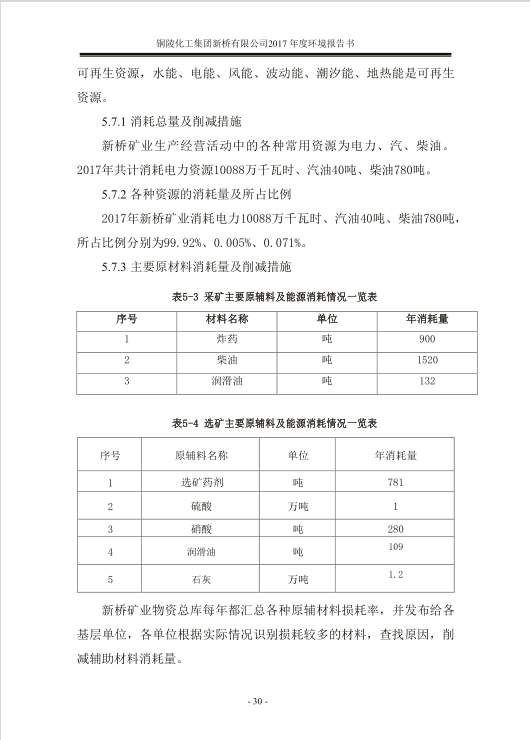 铜陵化工集团新桥有限公司2017年度环境报告书
可再生资源，水能、电能、风能、波动能、潮汐能、地热能是可再生
资源。
5.7.1 消耗总量及削减措施
新桥矿业生产经营活动中的各种常用资源为电力、汽、柴油。
2017年共计消耗电力资源10088万千瓦时、汽油40吨、柴油780吨。
5.7.2 各种资源的消耗量及所占比例
2017年新桥矿业消耗电力10088万千瓦时、汽油40吨、柴油780吨，
所占比例分别为99.92%、0.005%、0.071%。
5.7.3 主要原材料消耗量及削减措施
表5-3 采矿主要原辅料及能源消耗情况一览表
序号 材料名称 单位 年消耗量
1 炸药 吨 900
2 柴油 吨 1520
3 润滑油 吨 132
表5-4 选矿主要原辅料及能源消耗情况一览表
序号 原辅料名称 单位 年消耗量
1 选矿药剂 吨 781
2 硫酸 万吨 1
3 硝酸 吨 280
4 润滑油 吨 109
5 石灰 万吨 1.2
新桥矿业物资总库每年都汇总各种原辅材料损耗率，并发布给各
基层单位，各单位根据实际情况识别损耗较多的材料，查找原因，削
减辅助材料消耗量。
- 30 -